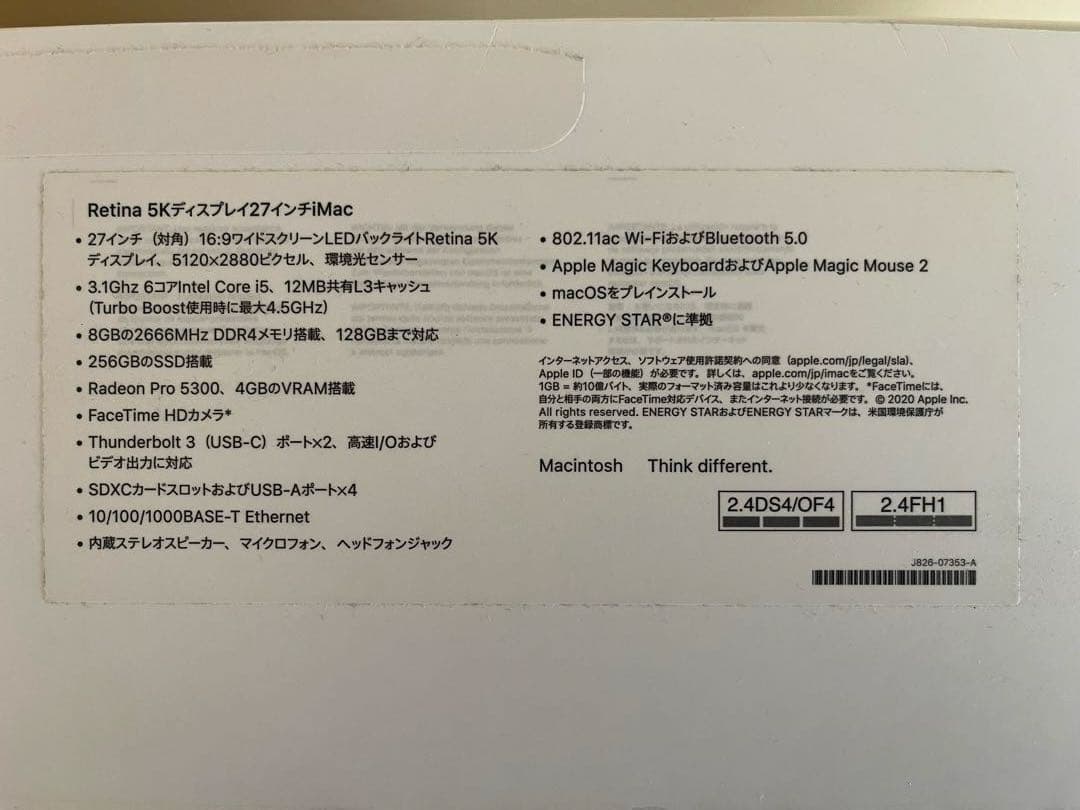 Retina 5Kディスプレイ27インチiMac
• 27インチ（対角）16:9ワイドスクリーンLEDバックライトRetina 5K
ディスプレイ、5120x2880ピクセル、環境光センサー
• 3.1Ghz 6コアIntel Core i5、12MB共有L3キャッシュ
（Turbo Boost使用時に最大4.5GHz）
• 8GBの2666MHz DDR4メモリ搭載、128GBまで対応
• 256GBのSSD搭載
• Radeon Pro 5300、4GBのVRAM搭載
• FaceTime HDカメラ*
• Thunderbolt 3（USB-C）ポート×2、高速I/Oおよび
ビデオ出力に対応
• SDXCカードスロットおよびUSB-Aポート×4
• 10/100/1000BASE-T Ethernet
• 内蔵ステレオスピーカー、マイクロフォン、ヘッドフォンジャック
• 802.11ac Wi-FiおよびBluetooth 5.0
• Apple Magic KeyboardおよびApple Magic Mouse 2
• macOSをプレインストール
• ENERGY STAR®に準拠
インターネットアクセス、ソフトウェア使用許諾契約への同意（apple.com/jp/legal/sla）、
Apple ID（一部の機能）が必要です。詳しくは、apple.com/jp/imacをご覧ください。
1GB = 約10億バイト、実際のフォーマット済み容量はこれより少なくなります。*FaceTimeには、
自分と相手の両方にFaceTime対応デバイス、またインターネット接続が必要です。© 2020 Apple Inc.
All rights reserved. ENERGY STARおよびENERGY STARマークは、米国環境保護庁が
所有する登録商標です。
Macintosh Think different.
2.4DS4/OF4 2.4FH1
J826-07353-A